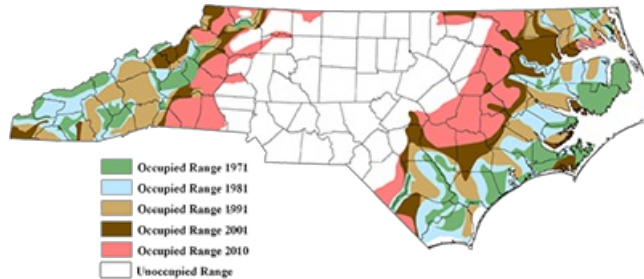 Occupied Range 1971
Occupied Range 1981
Occupied Range 1991
Occupied Range 2001
Occupied Range 2010
Unoccupied Range